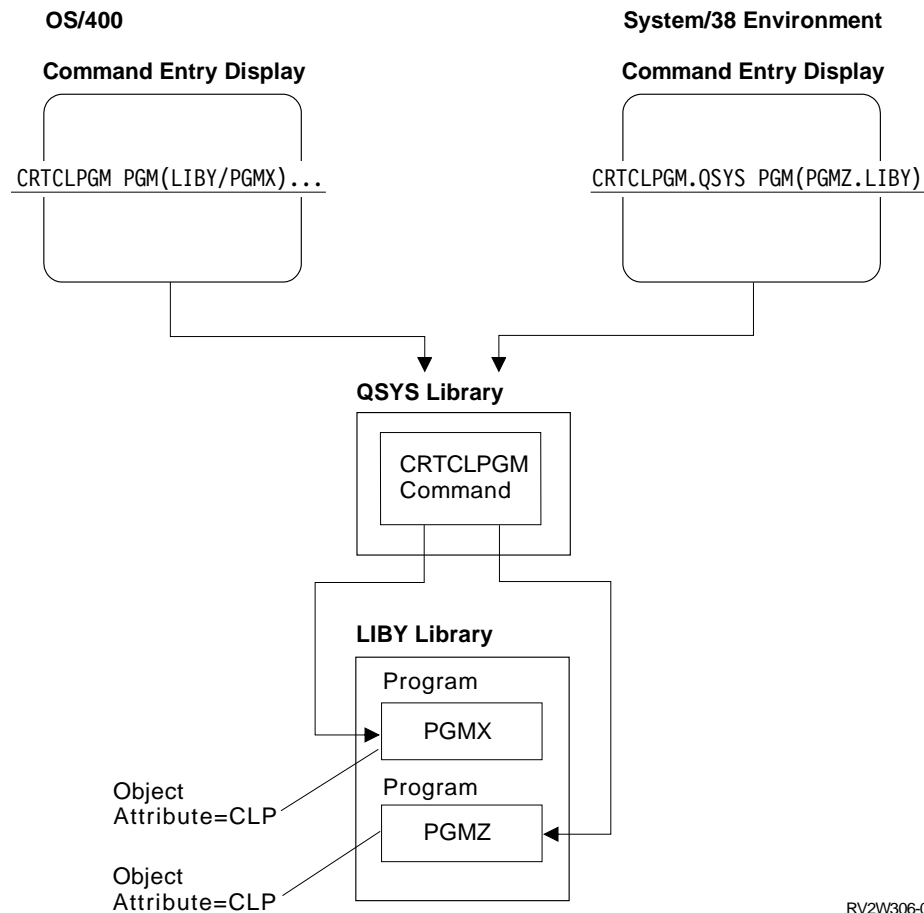 OS/400
System/38 Environment
Command Entry Display
Command Entry Display
CRTCLPGM PGM(LIBY/PGMX)...
CRTCLPGM.QSYS PGM(PGMZ.LIBY)
QSYS Library
CRTCLPGM
Command
LIBY Library
Program
PGMX
Object
Attribute=CLP
Program
PGMZ
Object
Attribute=CLP